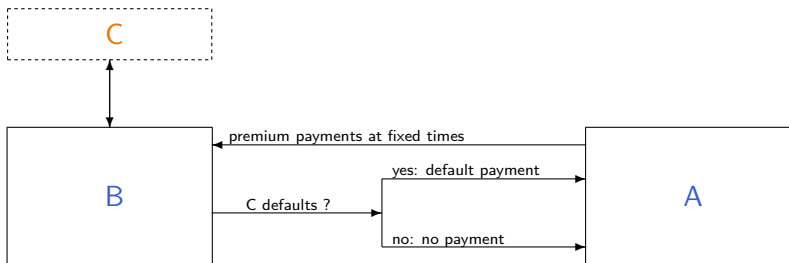 C
premium payments at fixed times
yes: default payment
B
A
C defaults ?
no: no payment